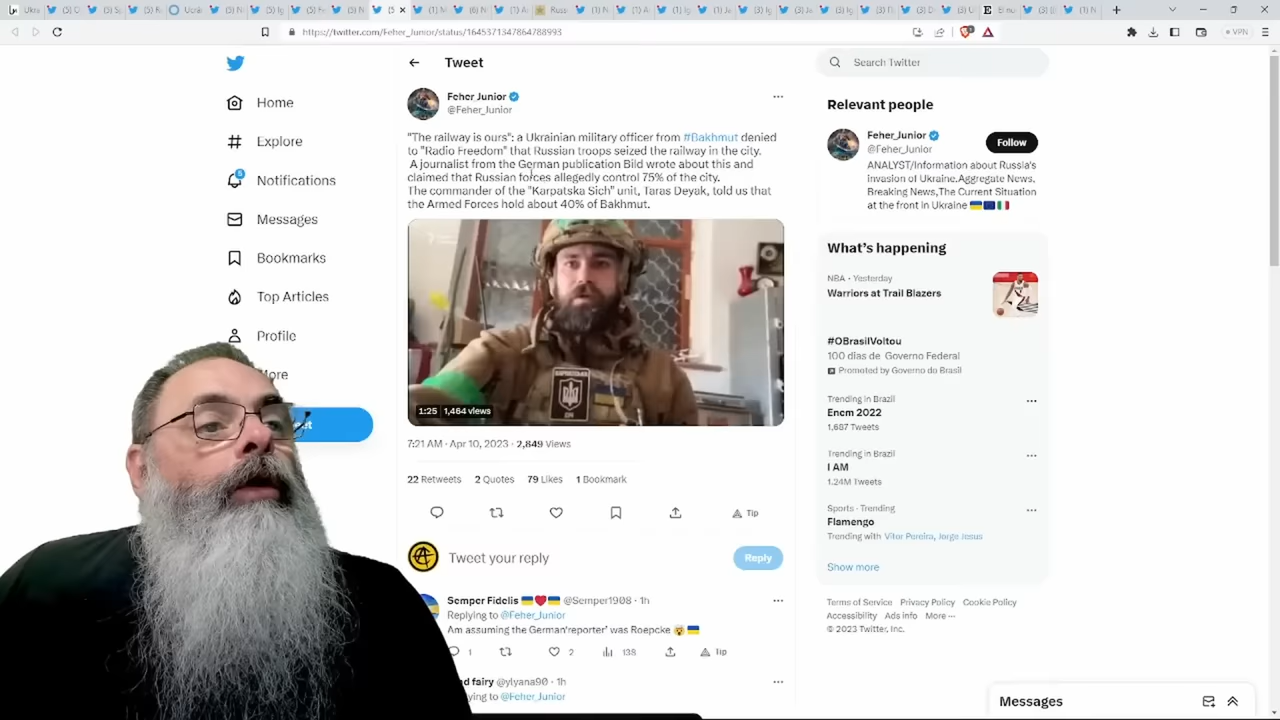 https://twitter.com/Feher_Junior/status/1645371347864788993
VPN
Home
Explore
Notifications
Messages
Bookmarks
Top Articles
Profile
Tweet
Feher_Junior
@Feher_Junior
"The railway is ours": a Ukrainian military officer from #Bakhmut denied
to "Radio Freedom" that Russian troops seized the railway in the city.
A journalist from the German publication Bild wrote about this and
claimed that Russian forces allegedly control 75% of the city.
The commander of the "Karpatska Sich" unit, Taras Deyak, told us that
the Armed Forces hold about 40% of Bakhmut.
1:25 1,464 views
7:21 AM · Apr 10, 2023 · 2,849 Views
22 Retweets 2 Quotes 79 Likes 1 Bookmark
Tip
Tweet your reply
Reply
Semper Fidelis @Semper1908 · 1h
Replying to @Feher_Junior
Am assuming the German'reporter' was Roepcke
1 2 138 Tip
fairy @ylyana90 · 1h
@Feher_Junior
Search Twitter
Relevant people
Feher_Junior
@Feher_Junior
Follow
ANALYST/Information about Russia's
invasion of Ukraine.Aggregate News,
Breaking News,The Current Situation
at the front in Ukraine
What's happening
NBA · Yesterday
Warriors at Trail Blazers
#OBrasilVoltou
100 dias de Governo Federal
Promoted by Governo do Brasil
Trending in Brazil
Enem 2022
1,687 Tweets
Trending in Brazil
I AM
1.24M Tweets
Sports · Trending
Flamengo
Trending with Vitor Pereira, Jorge Jesus
Show more
Terms of Service Privacy Policy Cookie Policy
Accessibility Ads info More ···
© 2023 Twitter, Inc.
Messages